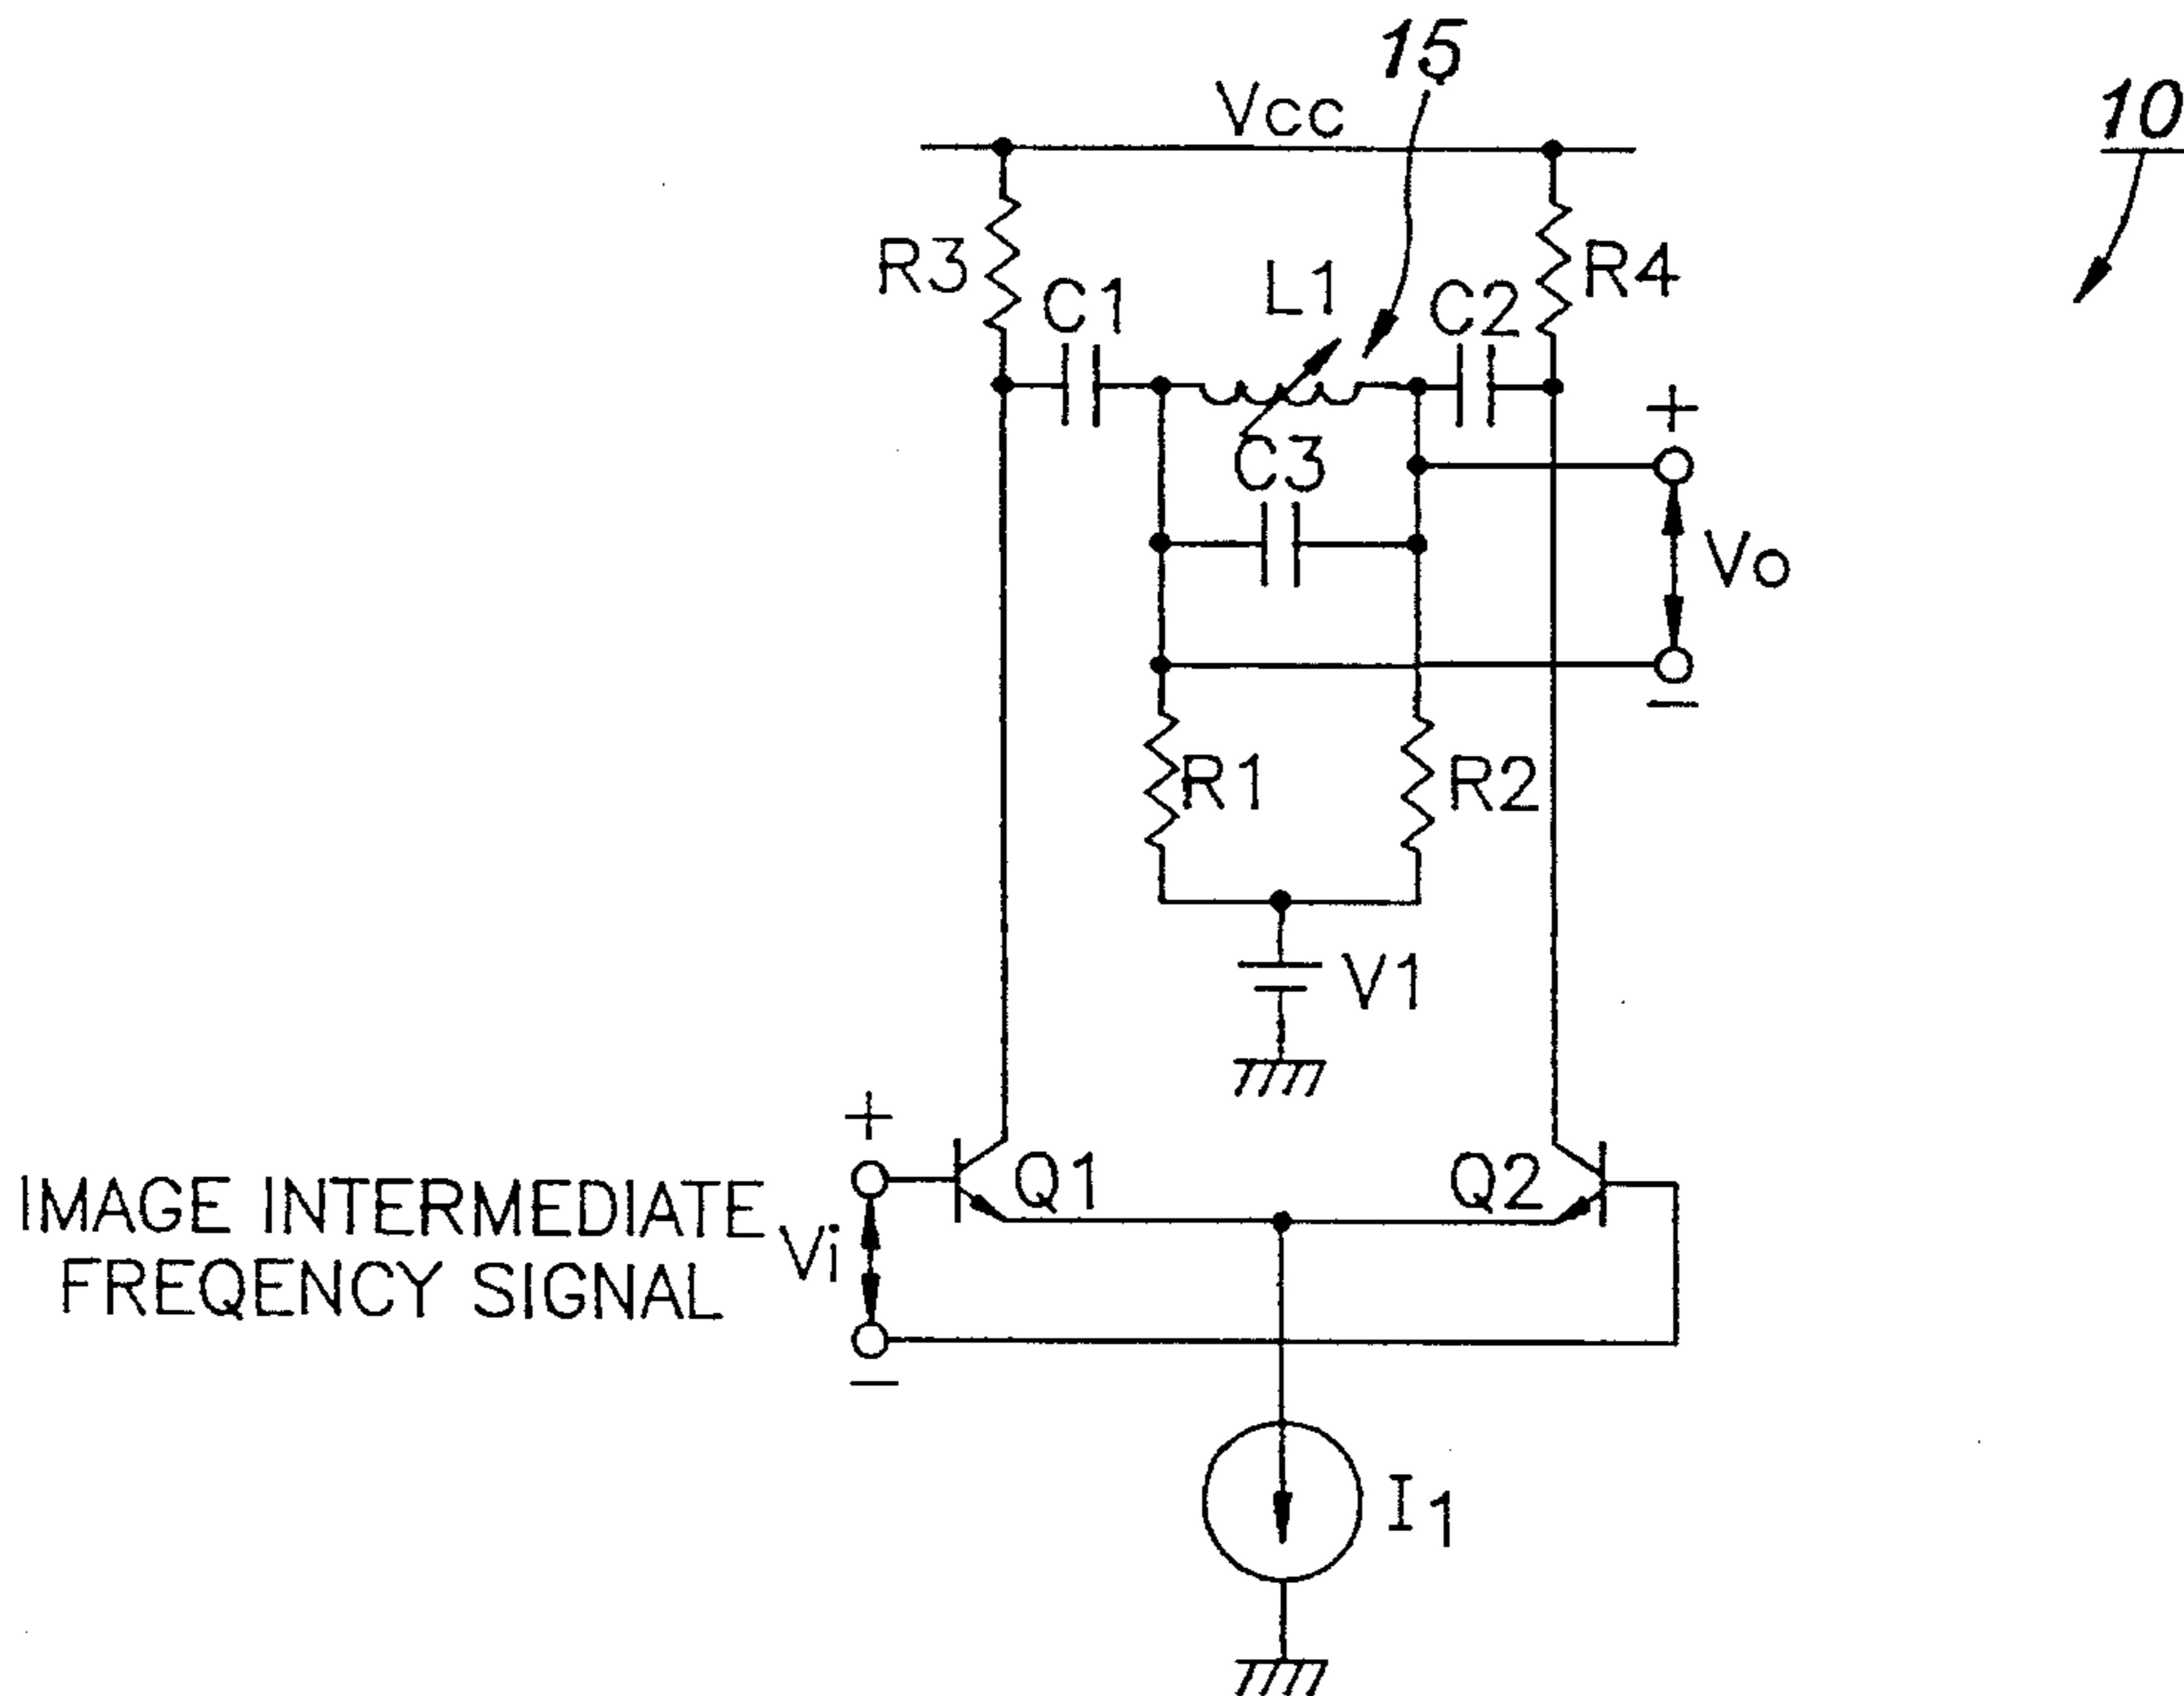 15
10
Vcc
R3
C1
L1
C2
R4
+
C3
Vo
−
R1
R2
V1
+
Q1
Q2
IMAGE INTERMEDIATE
FREQENCY SIGNAL
Vi
−
I1